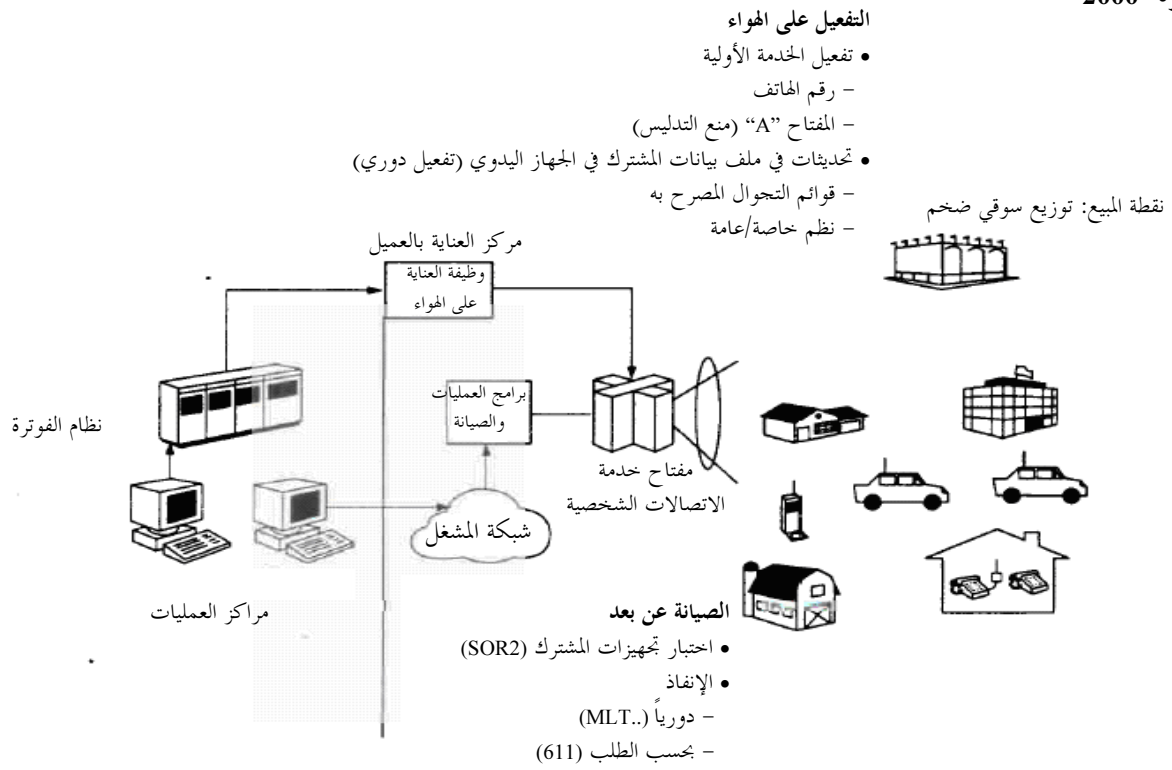 2000
التفعيل على الهواء
• تفعيل الخدمة الأولية
– رقم الهاتف
– المفتاح "A" (منع التدليس)
• تحديثات في ملف بيانات المشترك في الجهاز اليدوي (تفعيل دوري)
– قوائم التجوال المصرح به
– نظم خاصة/عامة
نقطة المبيع: توزيع سوقي ضخم
مركز العناية بالعميل
وظيفة العناية
على الهواء
برامج العمليات
والصيانة
نظام الفوترة
مفتاح خدمة
الاتصالات الشخصية
شبكة المشغل
مراكز العمليات
الصيانة عن بعد
• اختبار تجهيزات المشترك (SOR2)
• الإنفاذ
– دورياً (MLT..)
– بحسب الطلب (611)